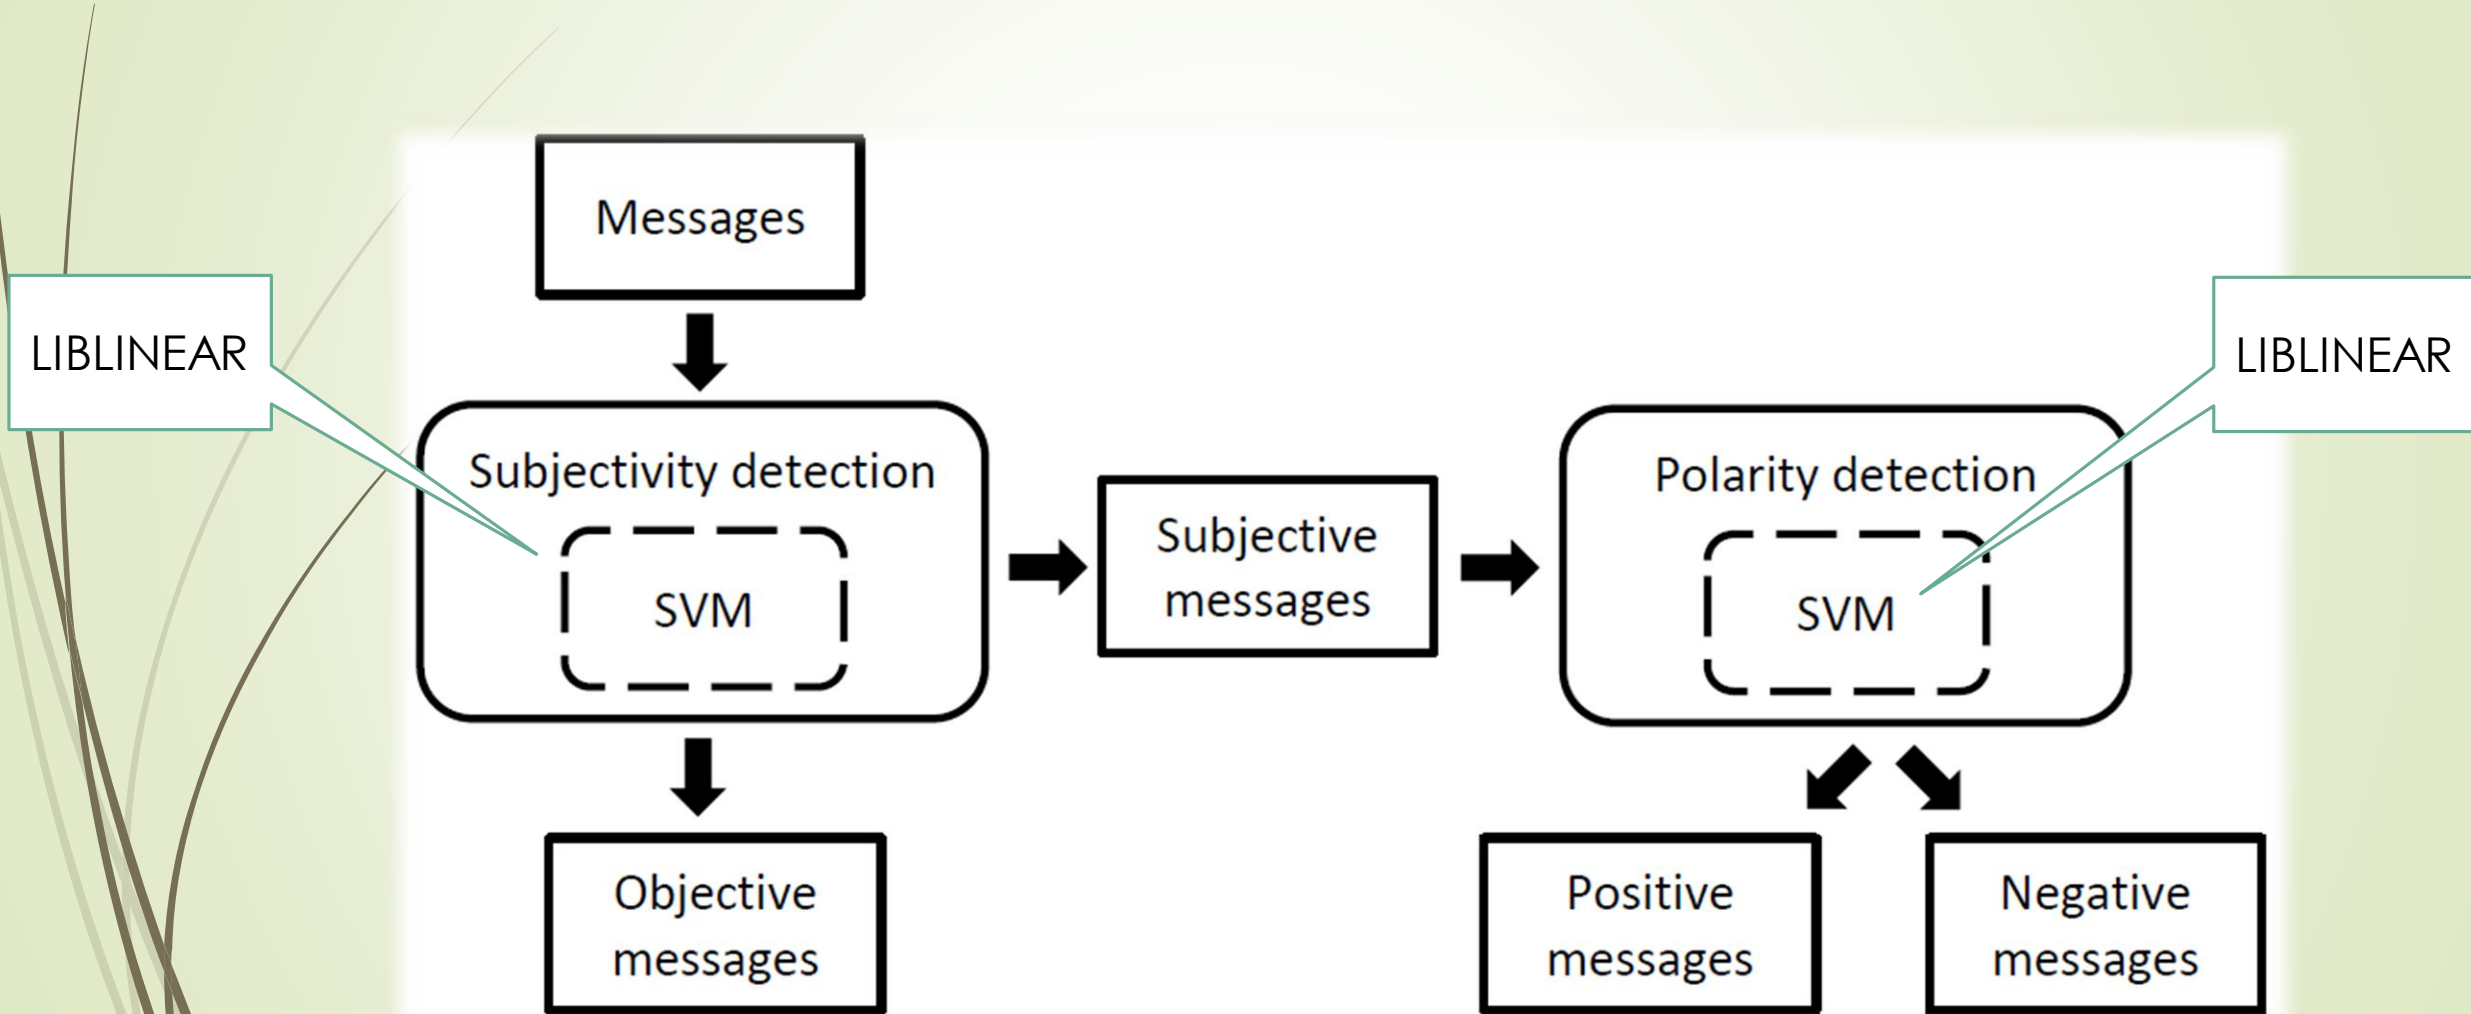 Messages
LIBLINEAR
LIBLINEAR
Subjectivity detection
SVM
Subjective
messages
Polarity detection
SVM
Objective
messages
Positive
messages
Negative
messages